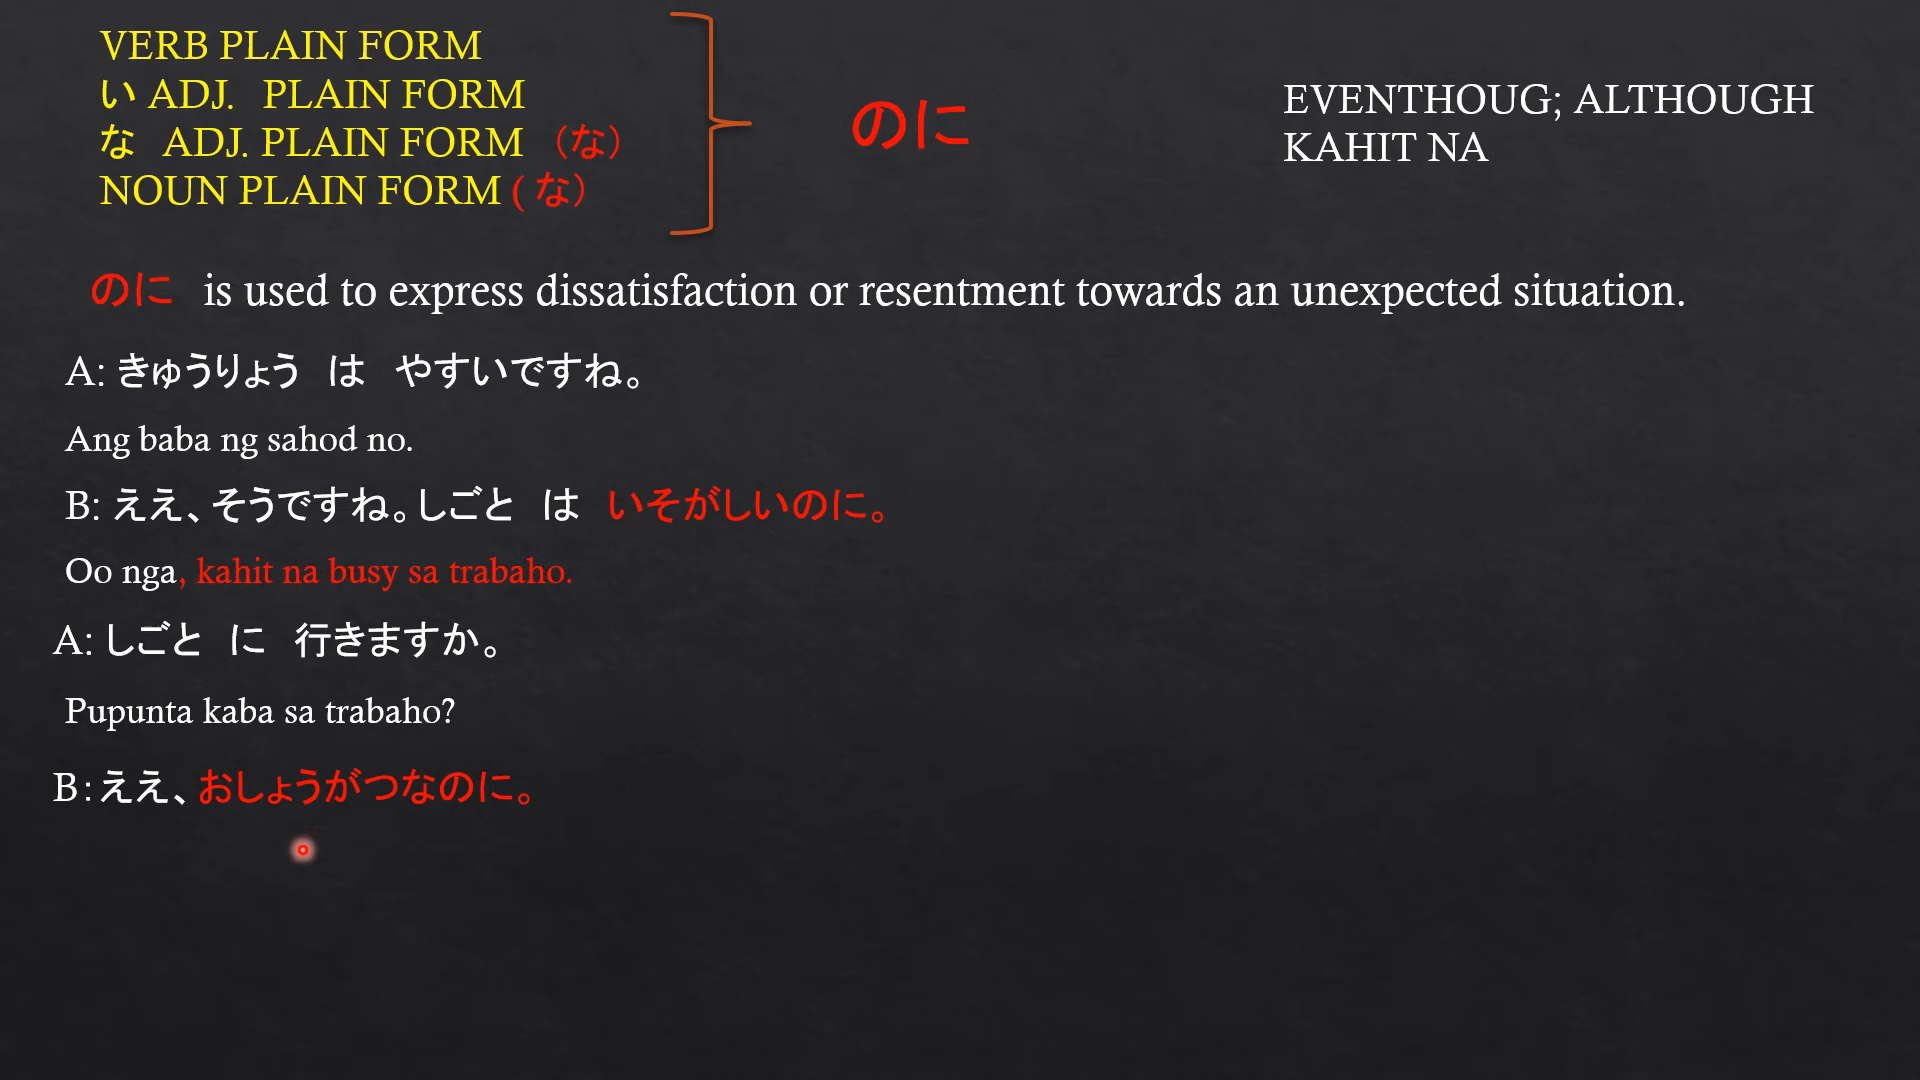 VERB PLAIN FORM
い ADJ. PLAIN FORM
な ADJ. PLAIN FORM （な）
NOUN PLAIN FORM ( な）
のに
EVENTHOUG; ALTHOUGH
KAHIT NA
のに is used to express dissatisfaction or resentment towards an unexpected situation.
A: きゅうりょう は やすいですね。
Ang baba ng sahod no.
B: ええ、そうですね。しごと は いそがしいのに。
Oo nga, kahit na busy sa trabaho.
A: しごと に 行きますか。
Pupunta kaba sa trabaho?
B：ええ、おしょうがつなのに。